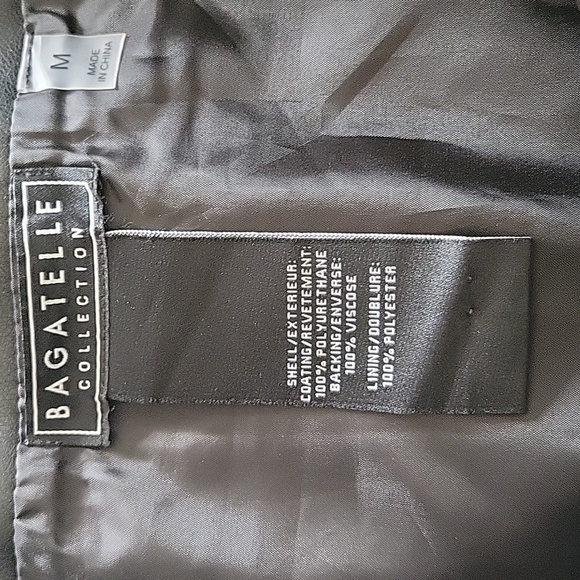 M
MADE
IN CHINA
BAGATELLE
COLLECTION
SHELL/EXTERIEUR:
COATING/REVETEMENT:
100% POLYURETHANE
BACKING/ENVERSE:
100% VISCOSE
LINING/DOUBLURE:
100% POLYESTER